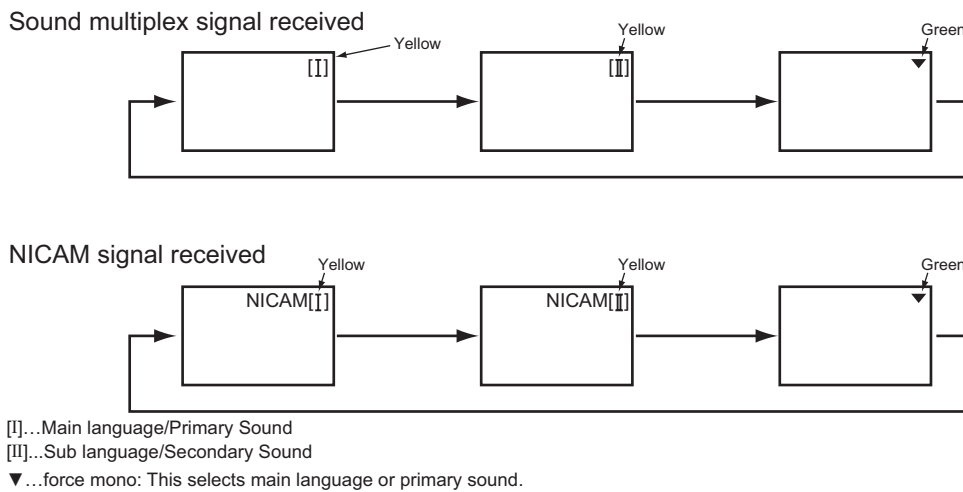 Sound multiplex signal received
Yellow
Yellow
Green
[I]
[II]
▼
NICAM signal received
Yellow
Yellow
Green
NICAM[I]
NICAM[II]
▼
[I]…Main language/Primary Sound
[II]...Sub language/Secondary Sound
▼…force mono: This selects main language or primary sound.